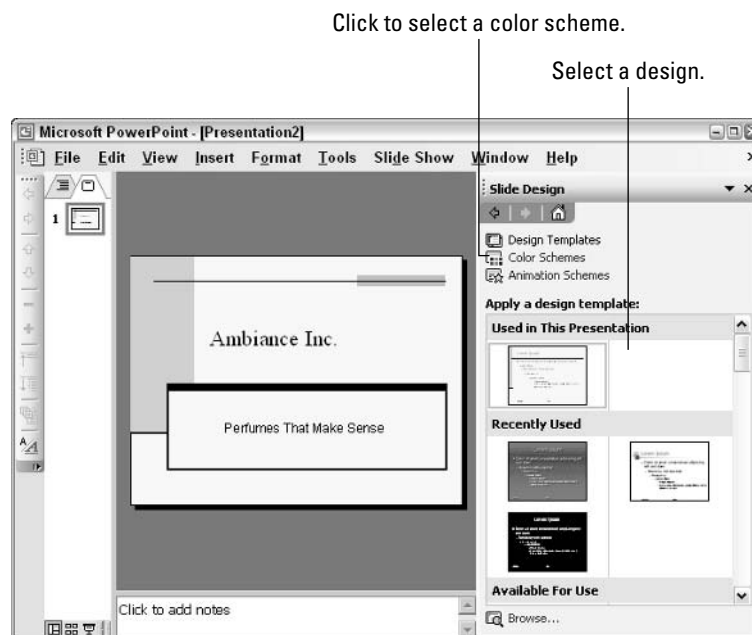 Click to select a color scheme.
Select a design.
Microsoft PowerPoint - [Presentation2]
File Edit View Insert Format Tools Slide Show Window Help
Slide Design
1
Design Templates
Color Schemes
Animation Schemes
Apply a design template:
Used in This Presentation
Ambiance Inc.
Perfumes That Make Sense
Recently Used
Available For Use
Click to add notes
Browse...